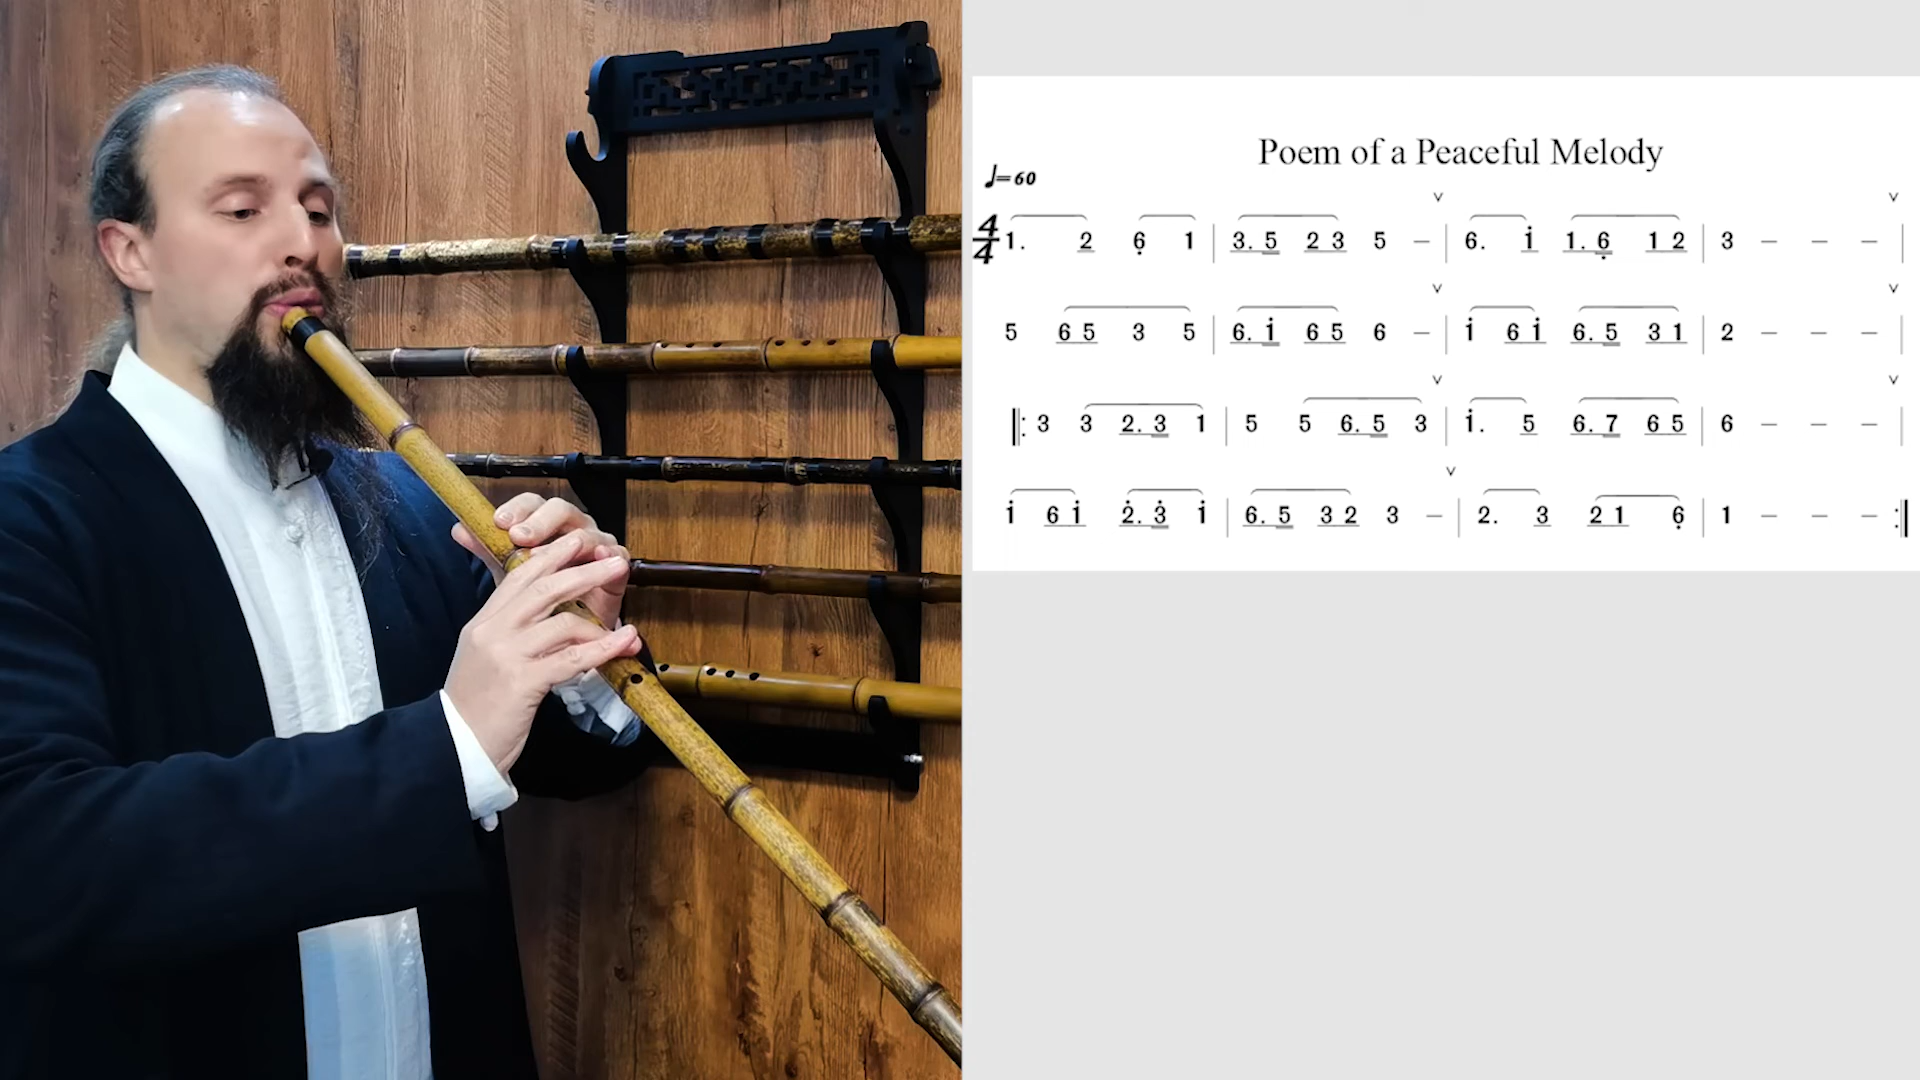 Poem of a Peaceful Melody
♩=60
4/4 1. 2 6̣ 1 | 3. 5 2 3 5 – | 6. i 1. 6̣ 1 2 | 3 – – – |
5 6 5 3 5 | 6. i 6 5 6 – | i 6 i 6. 5 3 1 | 2 – – – |
‖: 3 3 2. 3 1 | 5 5 6. 5 3 | i. 5 6. 7 6 5 | 6 – – – |
i 6 i 2̇. 3̇ i | 6. 5 3 2 3 – | 2. 3 2 1 6̣ | 1 – – – :‖